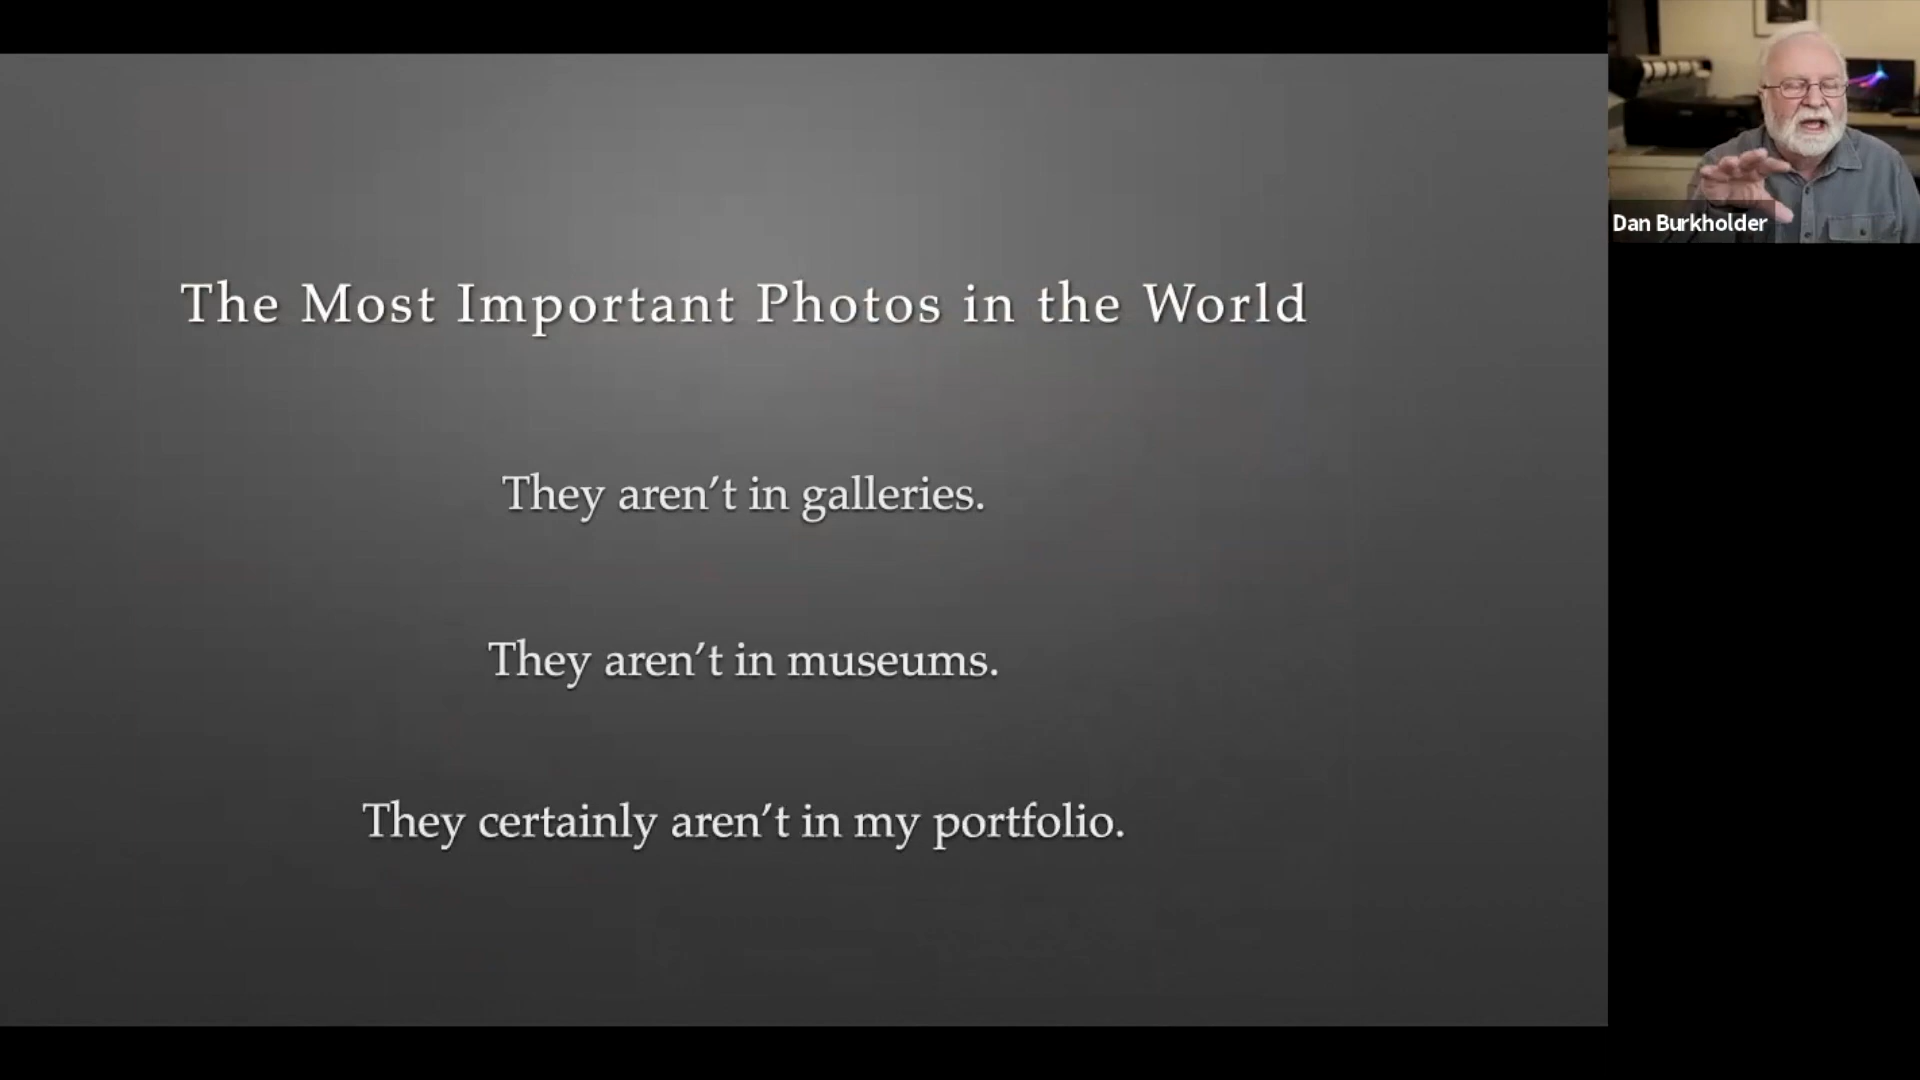 The Most Important Photos in the World
They aren’t in galleries.
They aren’t in museums.
They certainly aren’t in my portfolio.
Dan Burkholder